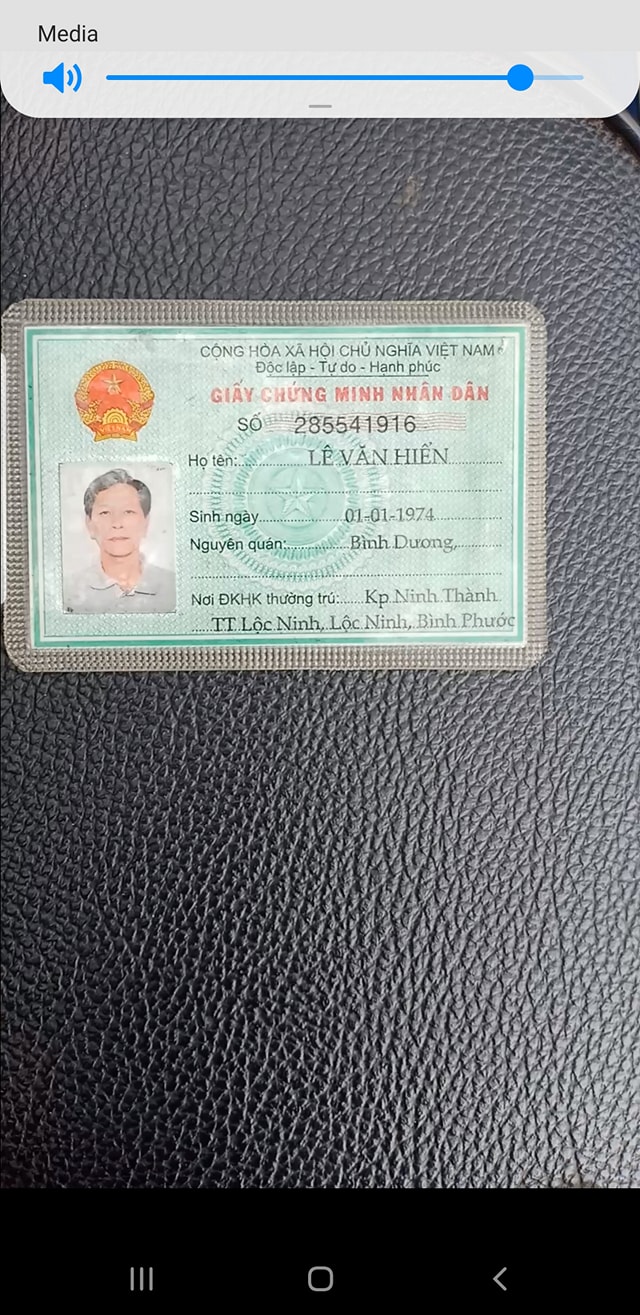 Media
CỘNG HÒA XÃ HỘI CHỦ NGHĨA VIỆT NAM
Độc lập - Tự do - Hạnh phúc
GIẤY CHỨNG MINH NHÂN DÂN
SỐ 285541916
Họ tên: LÊ VĂN HIỂN
Sinh ngày 01-01-1974
Nguyên quán: Bình Dương,
Nơi ĐKHK thường trú: Kp Ninh Thành
TT Lộc Ninh, Lộc Ninh, Bình Phước